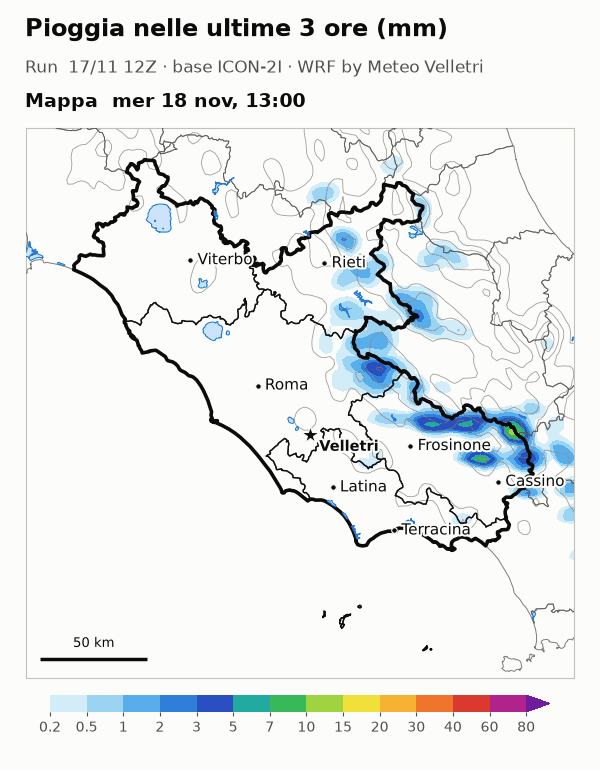 Pioggia nelle ultime 3 ore (mm)
Run 17/11 12Z · base ICON-2I · WRF by Meteo Velletri
Mappa mer 18 nov, 13:00
Viterbo
Rieti
Roma
Velletri
Frosinone
Cassino
Latina
Terracina
50 km
0.2 0.5 1 2 3 5 7 10 15 20 30 40 60 80